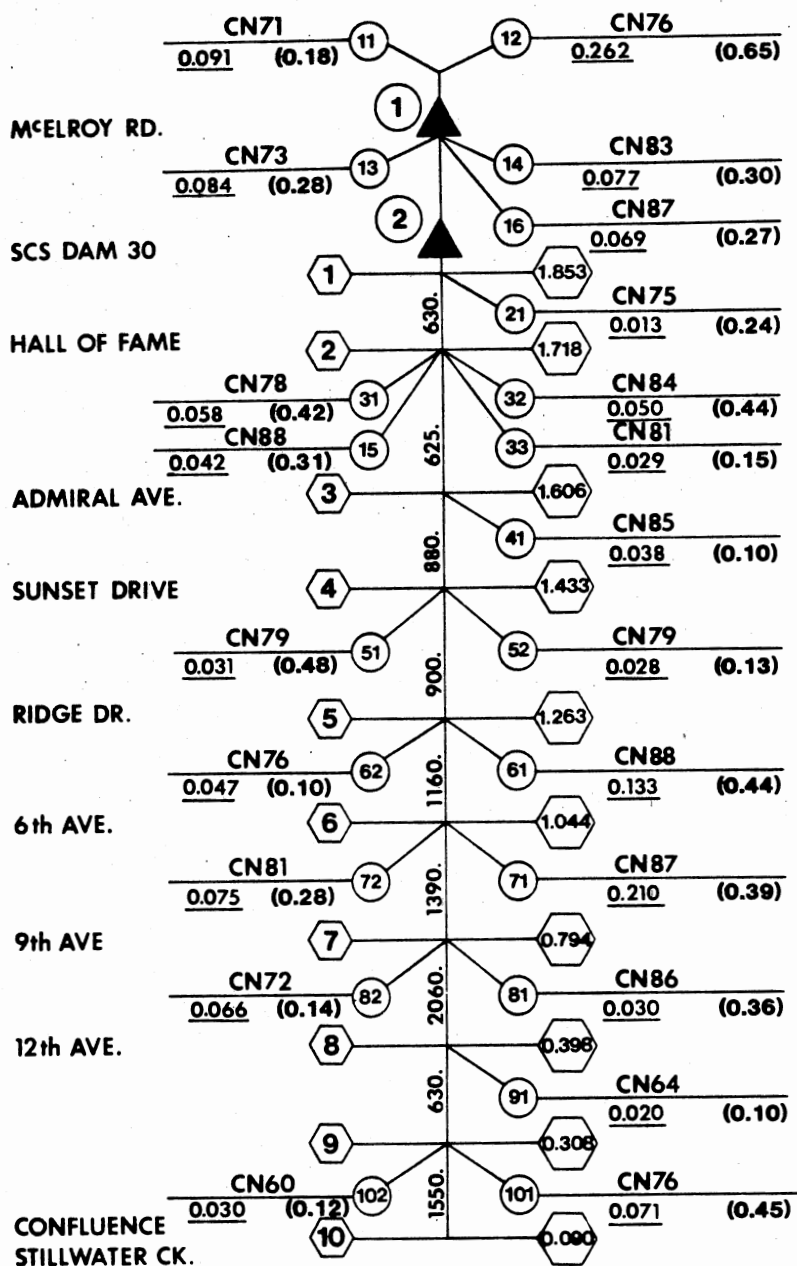 CN71 11 12 CN76
0.091 (0.18) 0.262 (0.65)
1
McELROY RD.
CN73 13 14 CN83
0.084 (0.28) 0.077 (0.30)
2 16 CN87
0.069 (0.27)
SCS DAM 30
1 1.853
630. 21 CN75
0.013 (0.24)
HALL OF FAME 2 1.718
CN78 31 32 CN84
0.058 (0.42) 0.050 (0.44)
CN88 15 625. 33 CN81
0.042 (0.31) 0.029 (0.15)
ADMIRAL AVE. 3 1.606
880. 41 CN85
0.038 (0.10)
SUNSET DRIVE 4 1.433
CN79 51 900. 52 CN79
0.031 (0.48) 0.028 (0.13)
RIDGE DR. 5 1.263
CN76 62 1160. 61 CN88
0.047 (0.10) 0.133 (0.44)
6th AVE. 6 1.044
CN81 72 1390. 71 CN87
0.075 (0.28) 0.210 (0.39)
9th AVE 7 0.794
CN72 82 2060. 81 CN86
0.066 (0.14) 0.030 (0.36)
12th AVE. 8 0.398
630. 91 CN64
0.020 (0.10)
9 0.308
CN60 102 1550. 101 CN76
0.030 (0.12) 0.071 (0.45)
CONFLUENCE 10 0.090
STILLWATER CK.